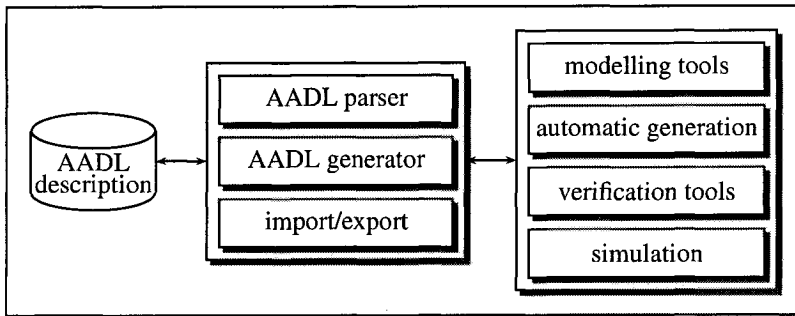 AADL
description
AADL parser
AADL generator
import/export
modelling tools
automatic generation
verification tools
simulation